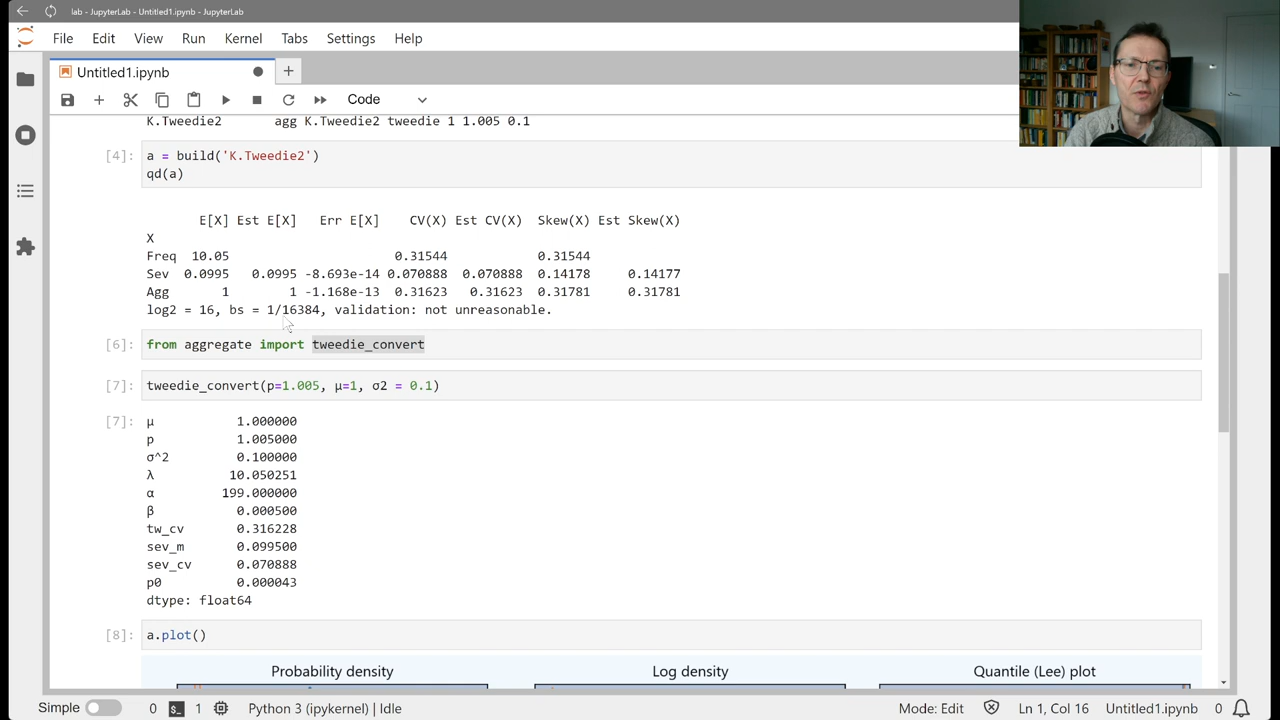 lab - JupyterLab - Untitled1.ipynb - JupyterLab
File Edit View Run Kernel Tabs Settings Help
Untitled1.ipynb
Code
K.Tweedie2 agg K.Tweedie2 tweedie 1 1.005 0.1
[4]: a = build('K.Tweedie2')
qd(a)
E[X] Est E[X] Err E[X] CV(X) Est CV(X) Skew(X) Est Skew(X)
X
Freq 10.05 0.31544 0.31544
Sev 0.0995 0.0995 -8.693e-14 0.070888 0.070888 0.14178 0.14177
Agg 1 1 -1.168e-13 0.31623 0.31623 0.31781 0.31781
log2 = 16, bs = 1/16384, validation: not unreasonable.
[6]: from aggregate import tweedie_convert
[7]: tweedie_convert(p=1.005, μ=1, σ2 = 0.1)
[7]: μ 1.000000
p 1.005000
σ^2 0.100000
λ 10.050251
α 199.000000
β 0.000500
tw_cv 0.316228
sev_m 0.099500
sev_cv 0.070888
p0 0.000043
dtype: float64
[8]: a.plot()
Probability density Log density Quantile (Lee) plot
Simple 0 1 Python 3 (ipykernel) | Idle Mode: Edit Ln 1, Col 16 Untitled1.ipynb 0